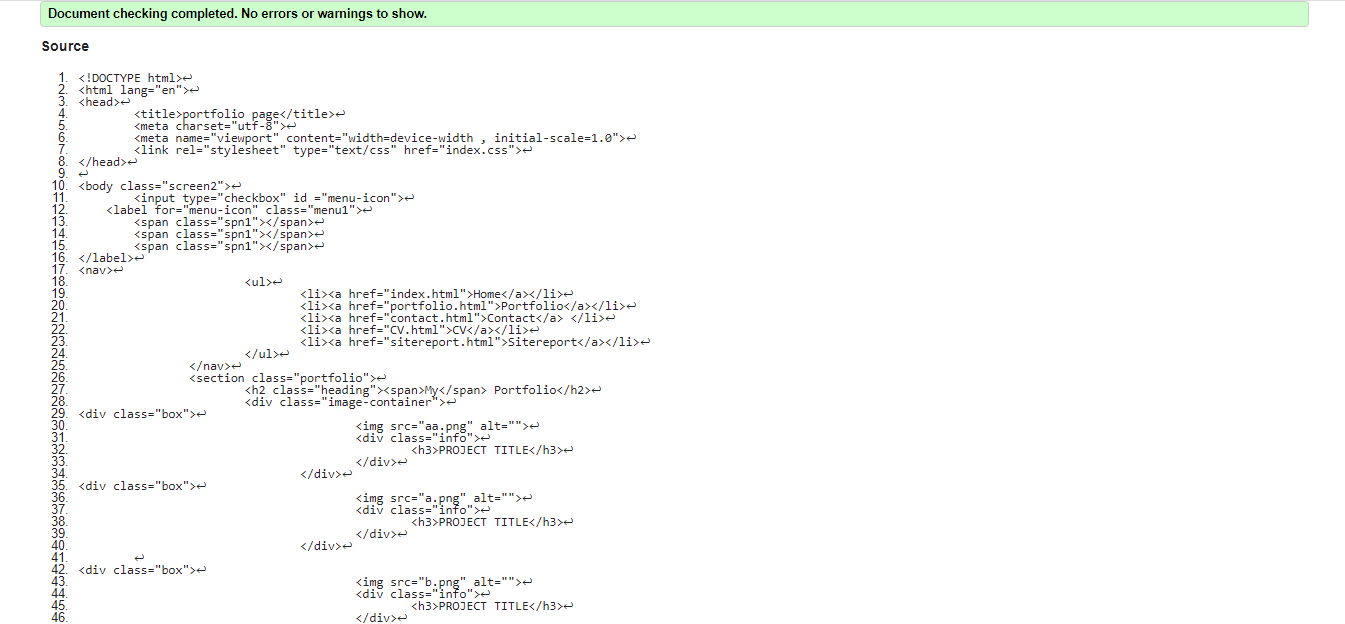 Document checking completed. No errors or warnings to show.
Source
1. <!DOCTYPE html>↩
2. <html lang="en">↩
3. <head>↩
4. <title>portfolio page</title>↩
5. <meta charset="utf-8">↩
6. <meta name="viewport" content="width=device-width , initial-scale=1.0">↩
7. <link rel="stylesheet" type="text/css" href="index.css">↩
8. </head>↩
9. ↩
10. <body class="screen2">↩
11. <input type="checkbox" id ="menu-icon">↩
12. <label for="menu-icon" class="menu1">↩
13. <span class="spn1"></span>↩
14. <span class="spn1"></span>↩
15. <span class="spn1"></span>↩
16. </label>↩
17. <nav>↩
18. <ul>↩
19. <li><a href="index.html">Home</a></li>↩
20. <li><a href="portfolio.html">Portfolio</a></li>↩
21. <li><a href="contact.html">Contact</a> </li>↩
22. <li><a href="CV.html">CV</a></li>↩
23. <li><a href="sitereport.html">Sitereport</a></li>↩
24. </ul>↩
25. </nav>↩
26. <section class="portfolio">↩
27. <h2 class="heading"><span>My</span> Portfolio</h2>↩
28. <div class="image-container">↩
29. <div class="box">↩
30. <img src="aa.png" alt="">↩
31. <div class="info">↩
32. <h3>PROJECT TITLE</h3>↩
33. </div>↩
34. </div>↩
35. <div class="box">↩
36. <img src="a.png" alt="">↩
37. <div class="info">↩
38. <h3>PROJECT TITLE</h3>↩
39. </div>↩
40. </div>↩
41. ↩
42. <div class="box">↩
43. <img src="b.png" alt="">↩
44. <div class="info">↩
45. <h3>PROJECT TITLE</h3>↩
46. </div>↩